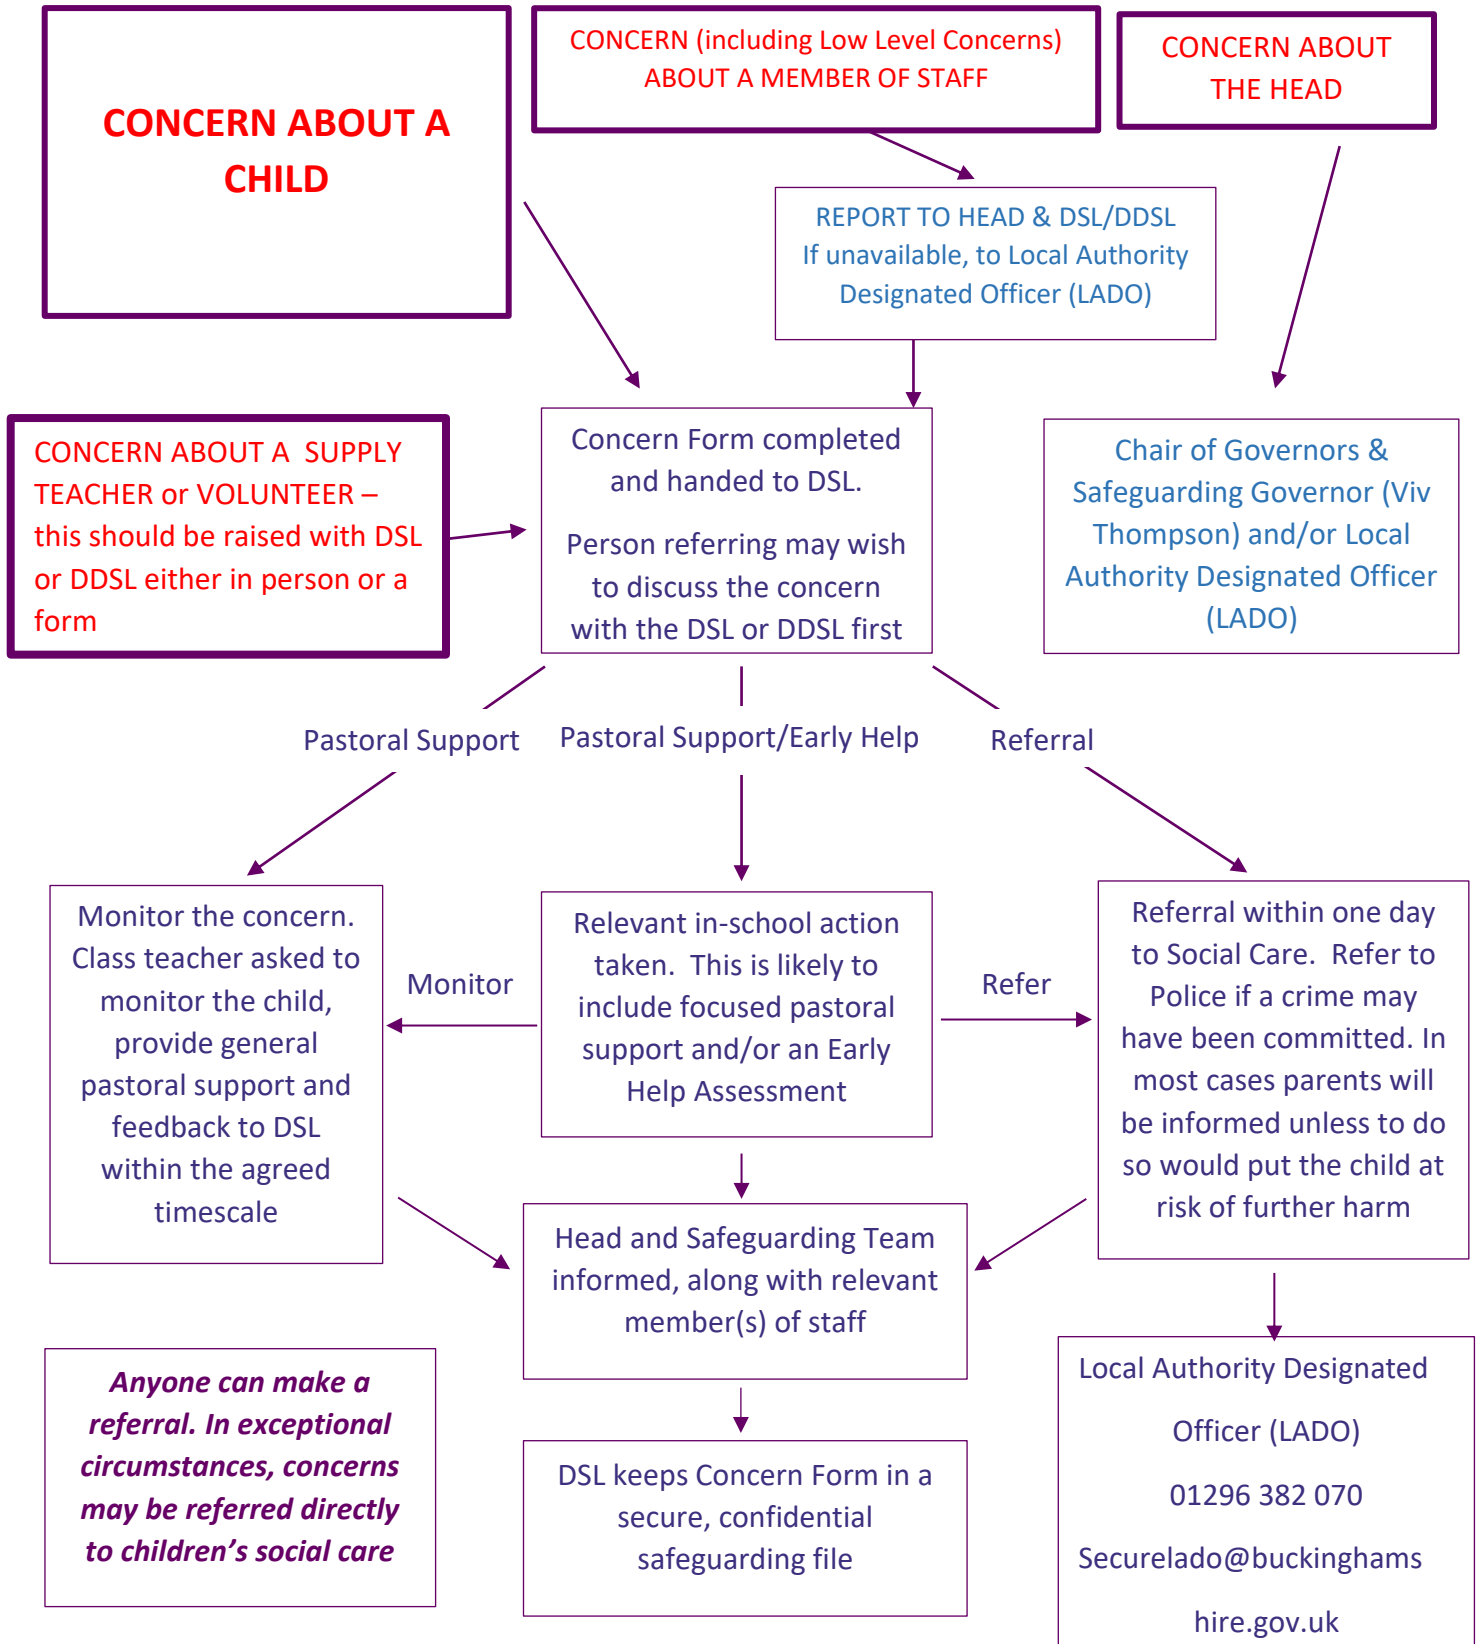 CONCERN ABOUT A
CHILD
CONCERN (including Low Level Concerns)
ABOUT A MEMBER OF STAFF
CONCERN ABOUT
THE HEAD
REPORT TO HEAD & DSL/DDSL
If unavailable, to Local Authority
Designated Officer (LADO)
CONCERN ABOUT A  SUPPLY
TEACHER or VOLUNTEER –
this should be raised with DSL
or DDSL either in person or a
form
Concern Form completed
and handed to DSL.
Person referring may wish
to discuss the concern
with the DSL or DDSL first
Chair of Governors &
Safeguarding Governor (Viv
Thompson) and/or Local
Authority Designated Officer
(LADO)
Pastoral Support
Pastoral Support/Early Help
Referral
Monitor the concern.
Class teacher asked to
monitor the child,
provide general
pastoral support and
feedback to DSL
within the agreed
timescale
Monitor
Relevant in-school action
taken.  This is likely to
include focused pastoral
support and/or an Early
Help Assessment
Refer
Referral within one day
to Social Care.  Refer to
Police if a crime may
have been committed. In
most cases parents will
be informed unless to do
so would put the child at
risk of further harm
Head and Safeguarding Team
informed, along with relevant
member(s) of staff
Anyone can make a
referral. In exceptional
circumstances, concerns
may be referred directly
to children’s social care
DSL keeps Concern Form in a
secure, confidential
safeguarding file
Local Authority Designated
Officer (LADO)
01296 382 070
Securelado@buckinghams
hire.gov.uk